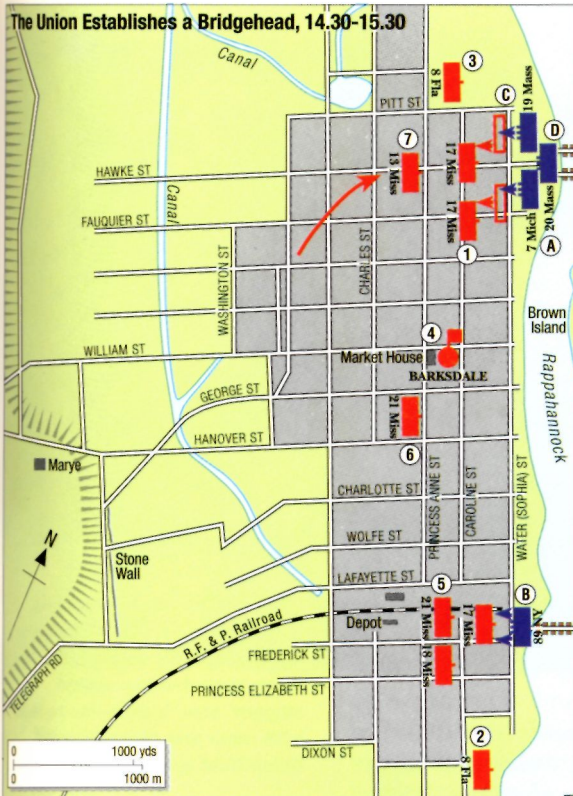 The Union Establishes a Bridgehead, 14.30-15.30
Canal
3
8 Fla
PITT ST
C
19 Mass
D
7
13 Miss
17 Miss
HAWKE ST
Canal
FAUQUIER ST
17 Miss
7 Mich
20 Mass
A
1
WASHINGTON ST
CHARLES ST
Brown
Island
4
Market House
BARKSDALE
WILLIAM ST
Rappahannock
GEORGE ST
21 Miss
HANOVER ST
6
Marye
PRINCESS ANNE ST
CAROLINE ST
WATER (SOPHIA) ST
CHARLOTTE ST
N
WOLFE ST
Stone
Wall
LAFAYETTE ST
5
B
21 Miss
17 Miss
89 NY
Depot
R.F. & P. Railroad
18 Miss
FREDERICK ST
TELEGRAPH RD
PRINCESS ELIZABETH ST
2
8 Fla
DIXON ST
0 1000 yds
0 1000 m